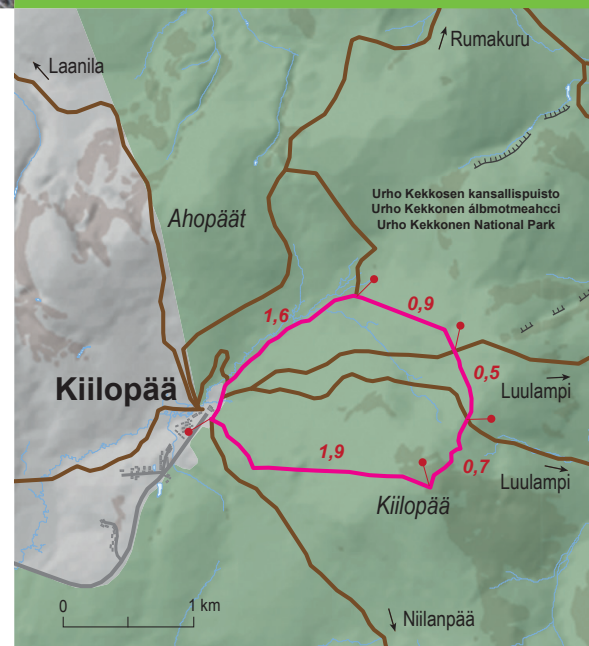 Rumakuru
Laanila
Urho Kekkosen kansallispuisto
Urho Kekkonen álbmotmeahcci
Urho Kekkonen National Park
Ahopäät
1,6
0,9
Kiilopää
0,5
Luulampi
1,9
0,7
Luulampi
Kiilopää
0
1 km
Niilanpää